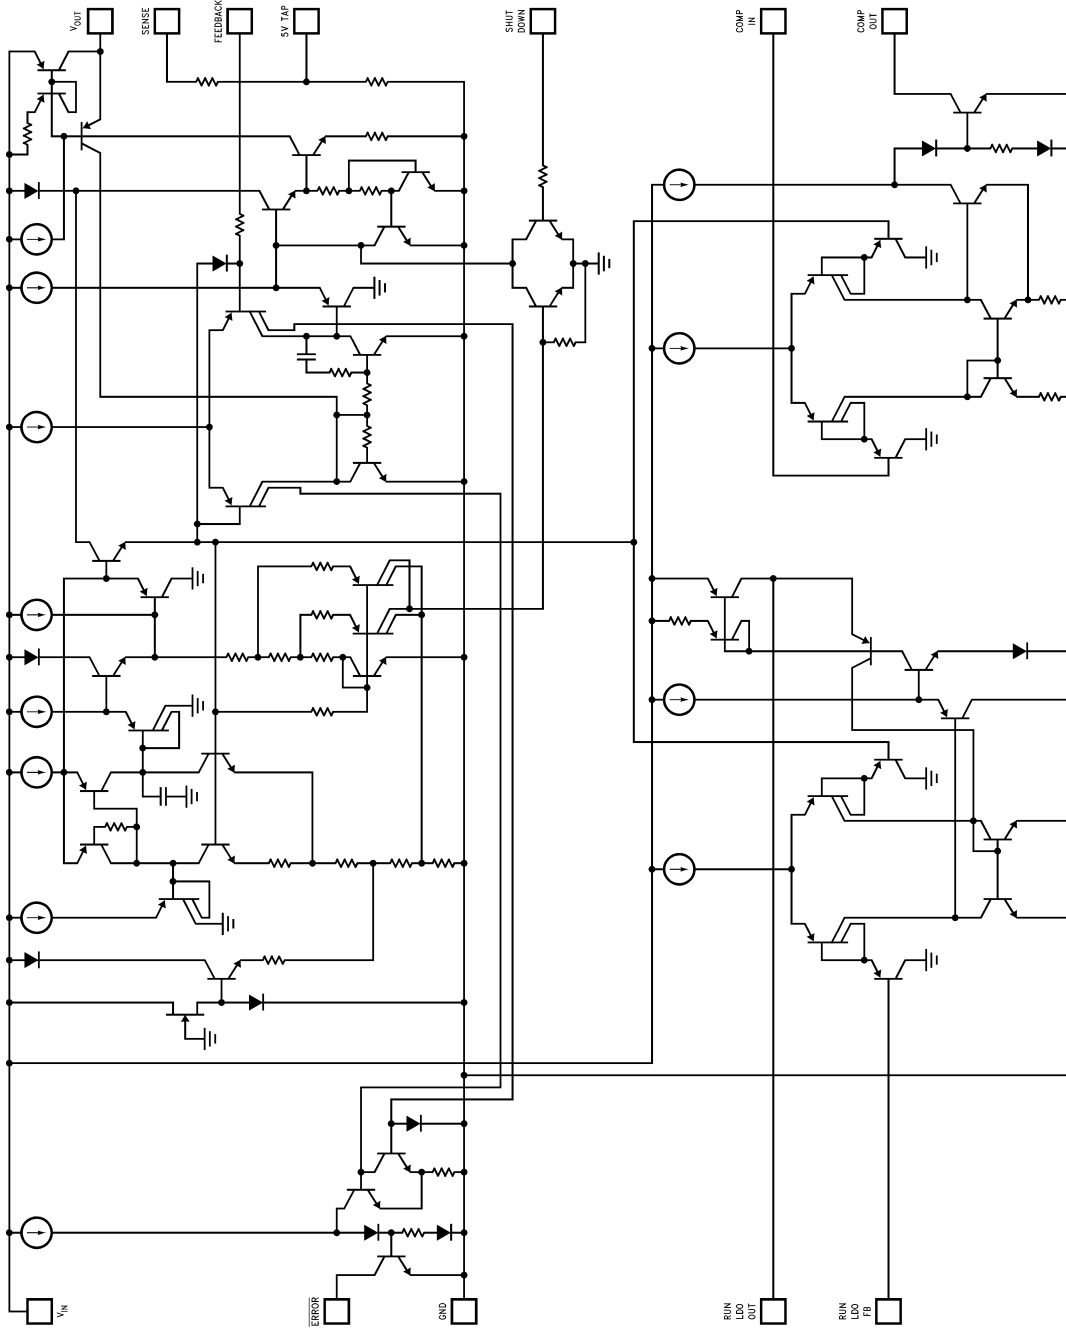 VOUT
SENSE
FEEDBACK
5V TAP
SHUT
DOWN
COMP
IN
COMP
OUT
VIN
ERROR
GND
RUN
LDO
OUT
RUN
LDO
FB